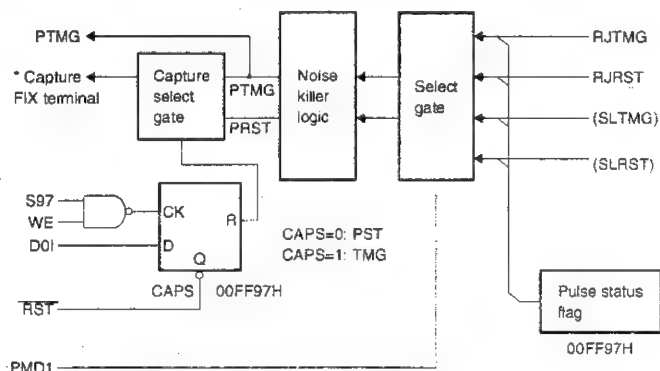 PTMG
* Capture
FIX terminal
Capture
select
gate
PTMG
PRST
Noise
killer
logic
Select
gate
RJTMG
RJRST
(SLTMG)
(SLRST)
S97
WE
D0I
CK
D
R
Q
CAPS
00FF97H
RST
CAPS=0: PST
CAPS=1: TMG
Pulse status
flag
00FF97H
PMD1